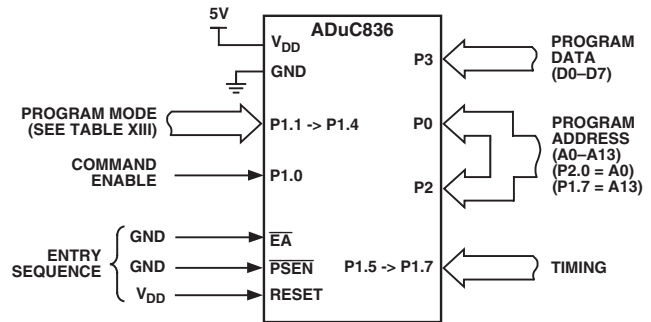 5V
ADuC836
VDD
GND
P3
PROGRAM
DATA
(D0–D7)
PROGRAM MODE
(SEE TABLE XIII)
P1.1 -> P1.4
P0
PROGRAM
ADDRESS
(A0–A13)
(P2.0 = A0)
(P1.7 = A13)
COMMAND
ENABLE
P1.0
P2
ENTRY
SEQUENCE
GND
EA
GND
PSEN
VDD
RESET
P1.5 -> P1.7
TIMING